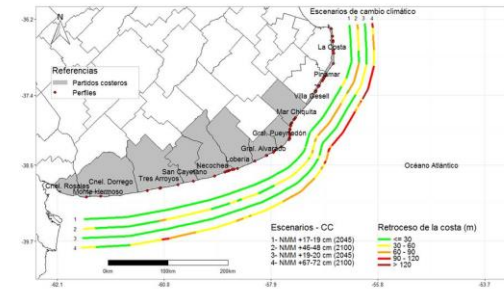 Escenarios de cambio climático
1 2 3 4
N
-36.2
La Costa
Referencias
Partidos costeros
Perfiles
Pinamar
-37.4
Villa Gesell
Mar Chiquita
Gral. Pueyrredón
Gral. Alvarado
-38.6
Lobería
Necochea
San Cayetano
Tres Arroyos
Cnel. Dorrego
Cnel. Rosales
Monte Hermoso
Océano Atlántico
1
2
3
4
-39.7
Escenarios - CC
1- NMM +17-19 cm (2045)
2- NMM +46-48 cm (2100)
3- NMM +19-20 cm (2045)
4- NMM +67-72 cm (2100)
Retroceso de la costa (m)
<= 30
30 - 60
60 - 90
90 - 120
> 120
0
100km
200km
-62.1
-60.0
-57.9
-55.8
-53.7